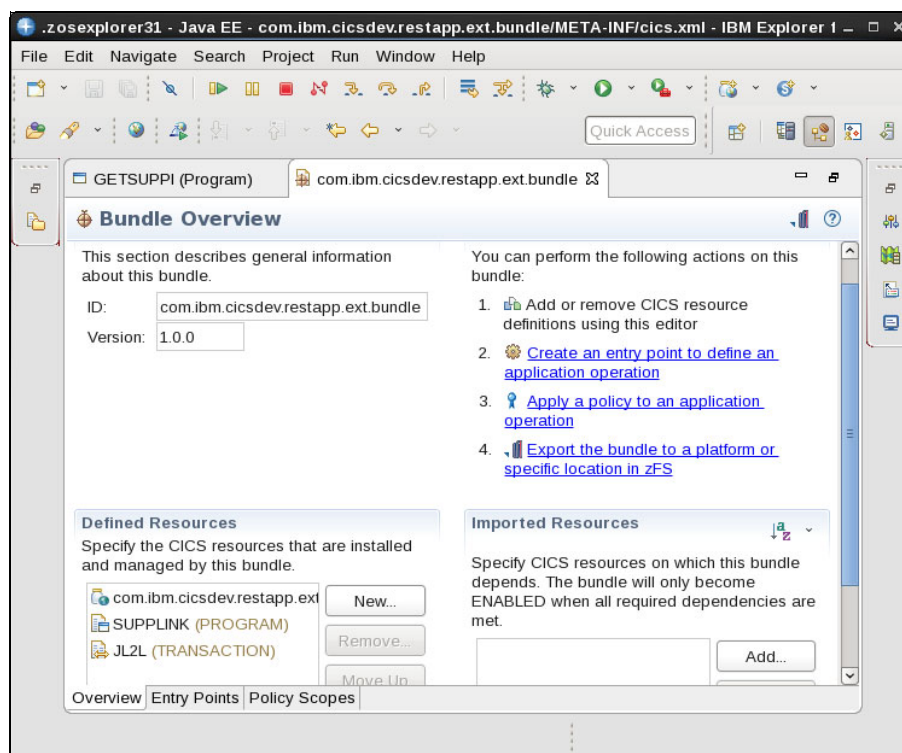 .zosexplorer31 - Java EE - com.ibm.cicsdev.restapp.ext.bundle/META-INF/cics.xml - IBM Explorer f
File Edit Navigate Search Project Run Window Help
Quick Access
GETSUPPI (Program)
com.ibm.cicsdev.restapp.ext.bundle
Bundle Overview
This section describes general information
about this bundle.
ID: com.ibm.cicsdev.restapp.ext.bundle
Version: 1.0.0
You can perform the following actions on this
bundle:
1. Add or remove CICS resource
definitions using this editor
2. Create an entry point to define an
application operation
3. Apply a policy to an application
operation
4. Export the bundle to a platform or
specific location in zFS
Defined Resources
Specify the CICS resources that are installed
and managed by this bundle.
com.ibm.cicsdev.restapp.ext
SUPPLINK (PROGRAM)
JL2L (TRANSACTION)
New...
Remove...
Move Up
Imported Resources
Specify CICS resources on which this bundle
depends. The bundle will only become
ENABLED when all required dependencies are
met.
Add...
Overview Entry Points Policy Scopes